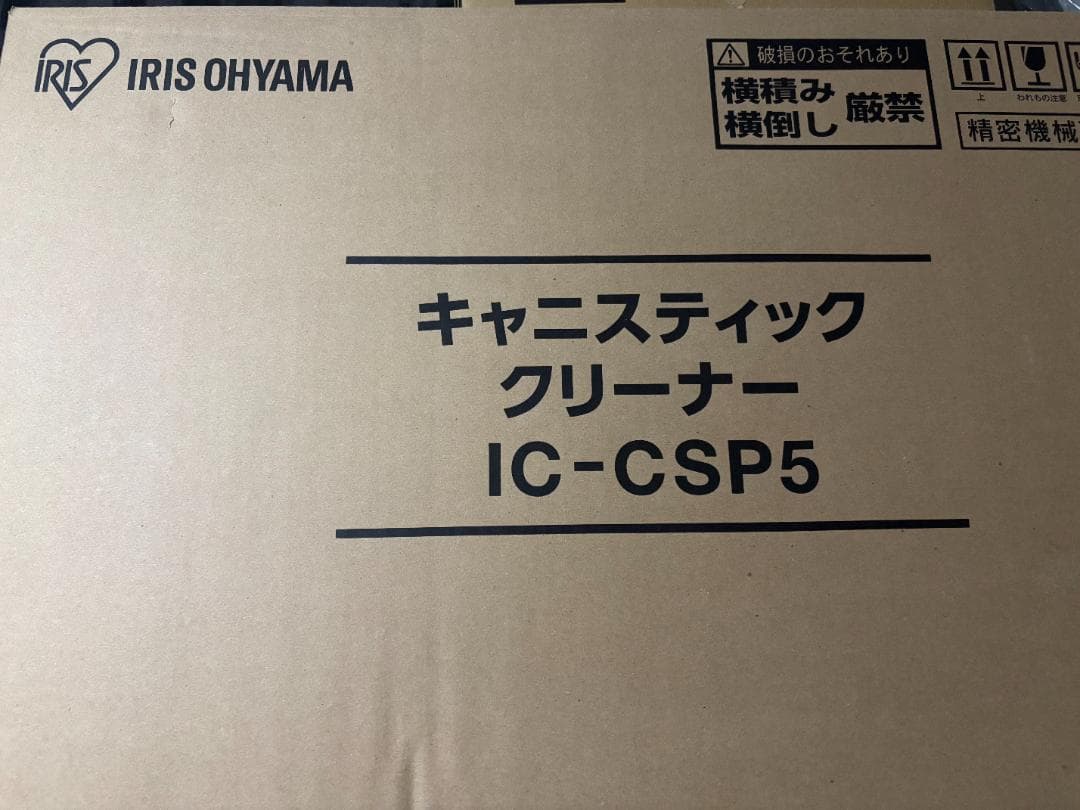 IRIS
IRIS OHYAMA
破損のおそれあり
横積み
横倒し
厳禁
上
われもの注意
精密機械
キャニスティック
クリーナー
IC-CSP5